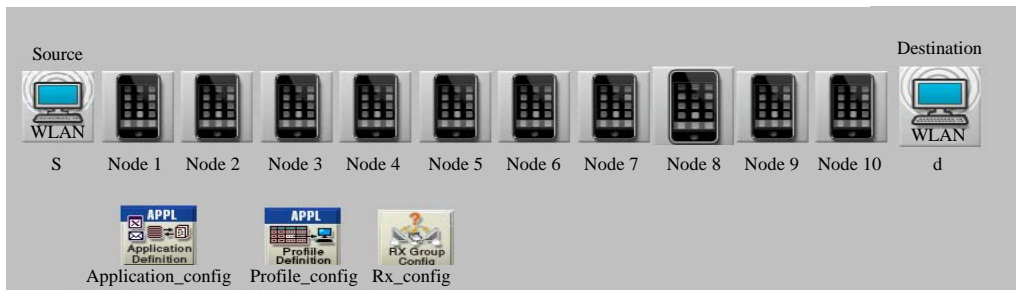 Source
Destination
WLAN
WLAN
S
Node 1
Node 2
Node 3
Node 4
Node 5
Node 6
Node 7
Node 8
Node 9
Node 10
d
APPL
Application
Definition
APPL
Profile
Definition
RX Group
Config
Application_config
Profile_config
Rx_config